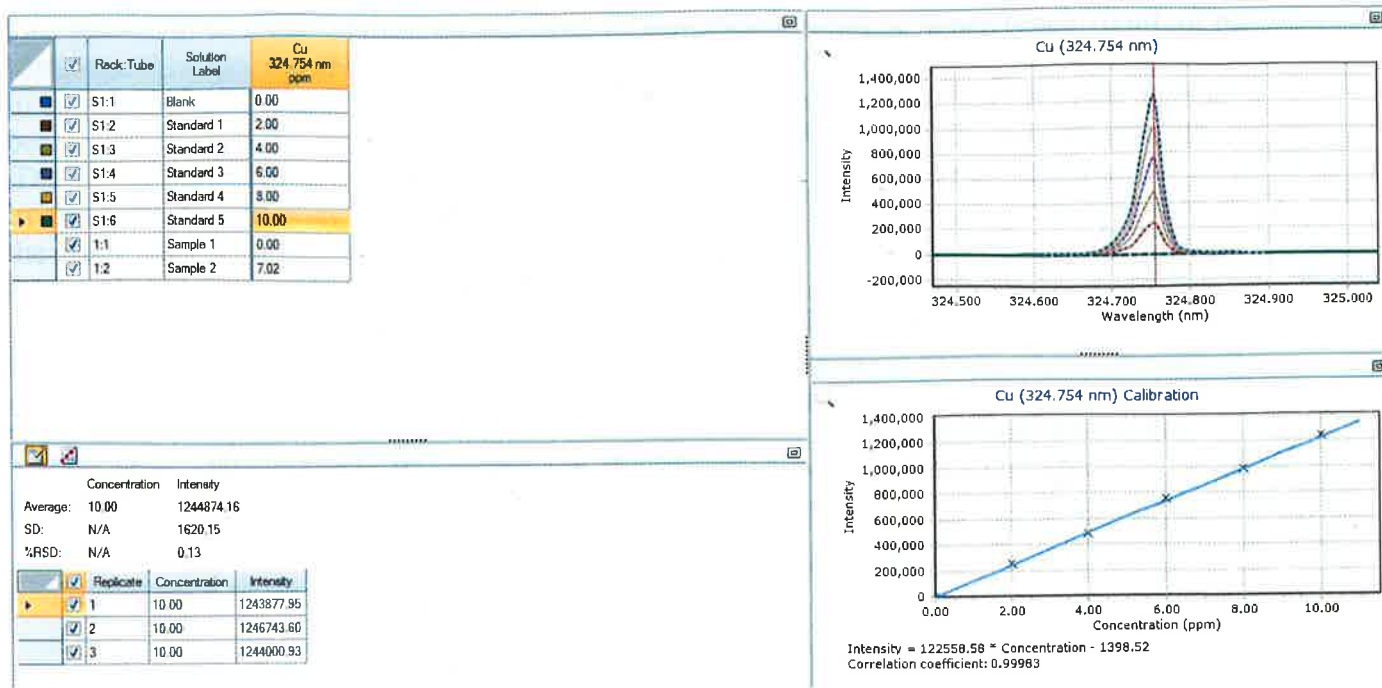 Rack:Tube Solution Label Cu 324.754 nm ppm
S1:1 Blank 0.00
S1:2 Standard 1 2.00
S1:3 Standard 2 4.00
S1:4 Standard 3 6.00
S1:5 Standard 4 8.00
S1:6 Standard 5 10.00
1:1 Sample 1 0.00
1:2 Sample 2 7.02
Concentration Intensity
Average: 10.00 1244874.16
SD: N/A 1620.15
%RSD: N/A 0.13
Replicate Concentration Intensity
1 10.00 1243877.95
2 10.00 1246743.60
3 10.00 1244000.93
Cu (324.754 nm)
Intensity
1,400,000
1,200,000
1,000,000
800,000
600,000
400,000
200,000
0
-200,000
324.500 324.600 324.700 324.800 324.900 325.000
Wavelength (nm)
Cu (324.754 nm) Calibration
Intensity
1,400,000
1,200,000
1,000,000
800,000
600,000
400,000
200,000
0
0.00 2.00 4.00 6.00 8.00 10.00
Concentration (ppm)
Intensity = 122558.58 * Concentration - 1398.52
Correlation coefficient: 0.99983